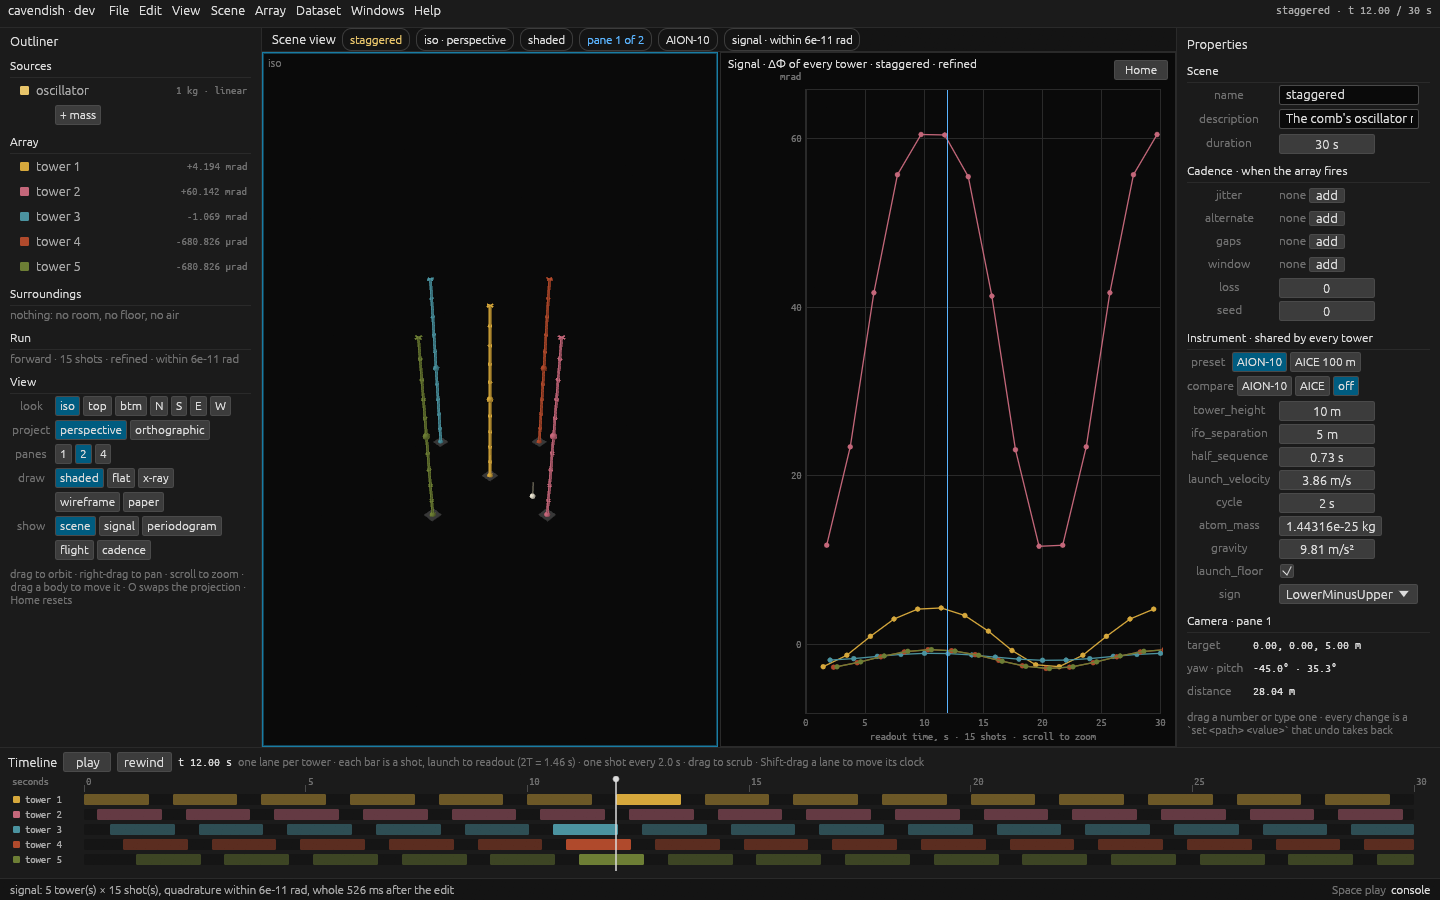 cavendish · dev File Edit View Scene Array Dataset Windows Help
staggered · t 12.00 / 30 s
Outliner
Sources
oscillator 1 kg · linear
+ mass
Array
tower 1 +4.194 mrad
tower 2 +60.142 mrad
tower 3 -1.069 mrad
tower 4 -680.826 µrad
tower 5 -680.826 µrad
Surroundings
nothing: no room, no floor, no air
Run
forward · 15 shots · refined · within 6e-11 rad
View
look iso top btm N S E W
project perspective orthographic
panes 1 2 4
draw shaded flat x-ray
wireframe paper
show scene signal periodogram
flight cadence
drag to orbit · right-drag to pan · scroll to zoom ·
drag a body to move it · O swaps the projection ·
Home resets
Scene view staggered iso · perspective shaded pane 1 of 2 AION-10 signal · within 6e-11 rad
iso
Signal · ΔΦ of every tower · staggered · refined
Home
mrad
60
40
20
0
0 5 10 15 20 25 30
readout time, s · 15 shots · scroll to zoom
Properties
Scene
name staggered
description The comb's oscillator r
duration 30 s
Cadence · when the array fires
jitter none add
alternate none add
gaps none add
window none add
loss 0
seed 0
Instrument · shared by every tower
preset AION-10 AICE 100 m
compare AION-10 AICE off
tower_height 10 m
ifo_separation 5 m
half_sequence 0.73 s
launch_velocity 3.86 m/s
cycle 2 s
atom_mass 1.44316e-25 kg
gravity 9.81 m/s²
launch_floor
sign LowerMinusUpper
Camera · pane 1
target 0.00, 0.00, 5.00 m
yaw · pitch -45.0° · 35.3°
distance 28.04 m
drag a number or type one · every change is a
`set <path> <value>` that undo takes back
Timeline play rewind t 12.00 s one lane per tower · each bar is a shot, launch to readout (2T = 1.46 s) · one shot every 2.0 s · drag to scrub · Shift-drag a lane to move its clock
seconds 0 5 10 15 20 25 30
tower 1
tower 2
tower 3
tower 4
tower 5
signal: 5 tower(s) × 15 shot(s), quadrature within 6e-11 rad, whole 526 ms after the edit
Space play console